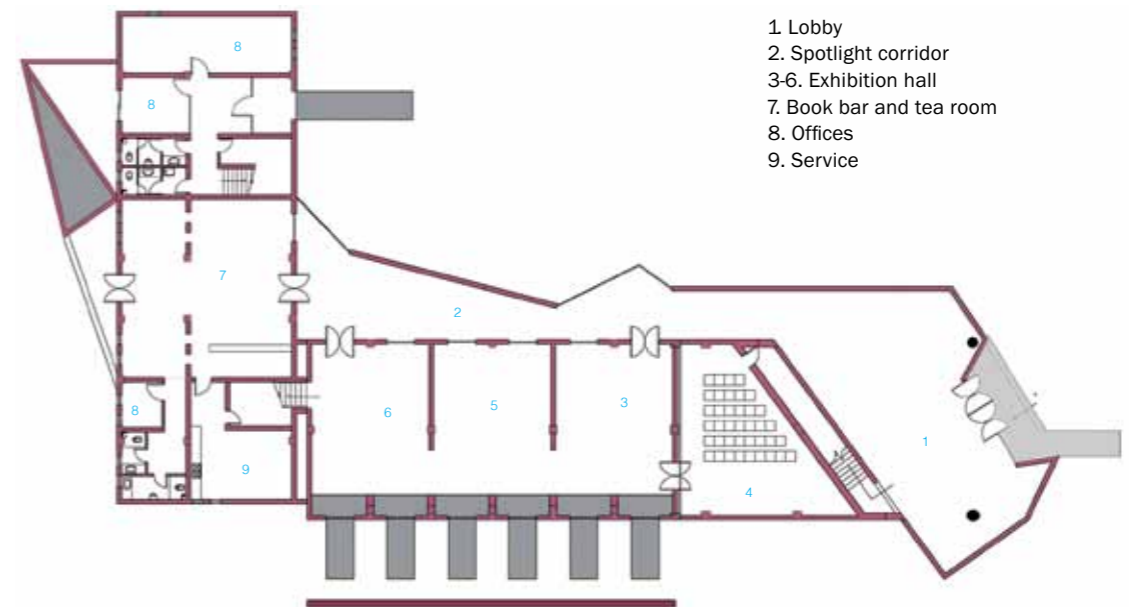 1. Lobby
2. Spotlight corridor
3-6. Exhibition hall
7. Book bar and tea room
8. Offices
9. Service
8
8
7
2
8
6
5
3
1
9
4